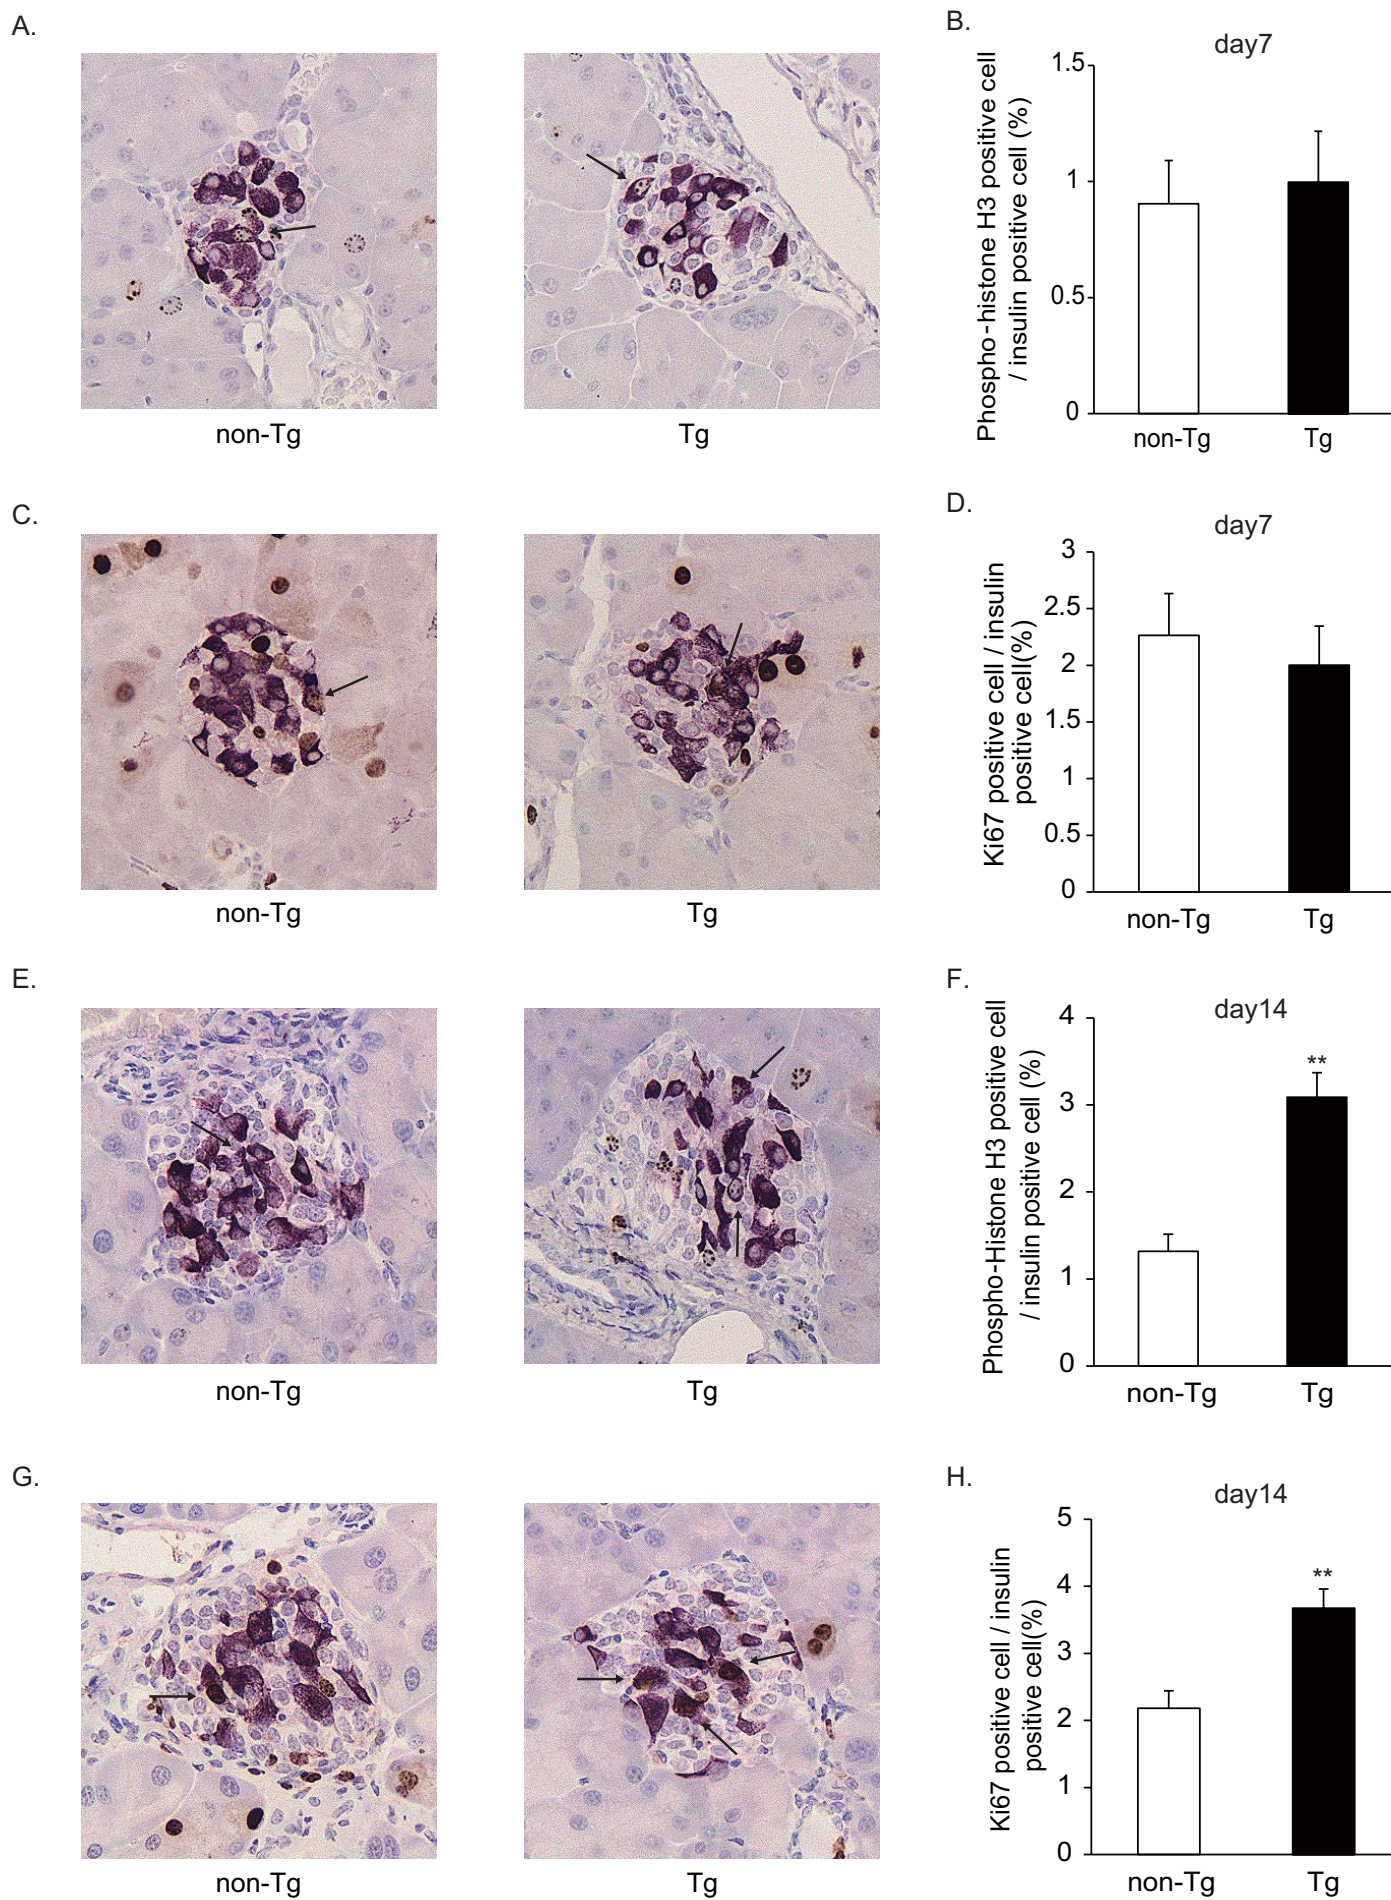 A.
non-Tg
Tg
B.
day7
Phospho-histone H3 positive cell
/ insulin positive cell (%)
1.5
1
0.5
0
non-Tg
Tg
C.
non-Tg
Tg
D.
day7
Ki67 positive cell / insulin
positive cell(%)
3
2.5
2
1.5
1
0.5
0
non-Tg
Tg
E.
non-Tg
Tg
F.
day14
Phospho-Histone H3 positive cell
/ insulin positive cell (%)
4
3
2
1
0
**
non-Tg
Tg
G.
non-Tg
Tg
H.
day14
Ki67 positive cell / insulin
positive cell(%)
5
4
3
2
1
0
**
non-Tg
Tg